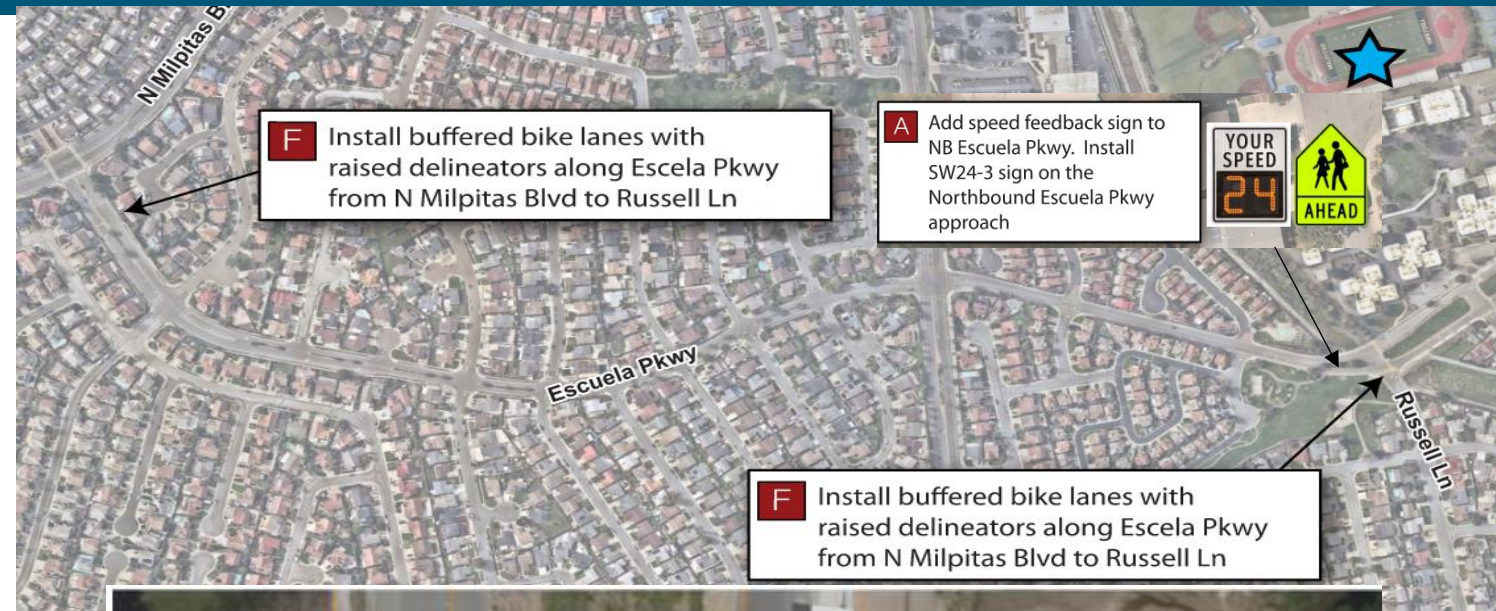 N Milpitas B
F
Install buffered bike lanes with
raised delineators along Escela Pkwy
from N Milpitas Blvd to Russell Ln
A
Add speed feedback sign to
NB Escuela Pkwy. Install
SW24-3 sign on the
Northbound Escuela Pkwy
approach
YOUR
SPEED
24
AHEAD
Escuela Pkwy
Russell Ln
F
Install buffered bike lanes with
raised delineators along Escela Pkwy
from N Milpitas Blvd to Russell Ln